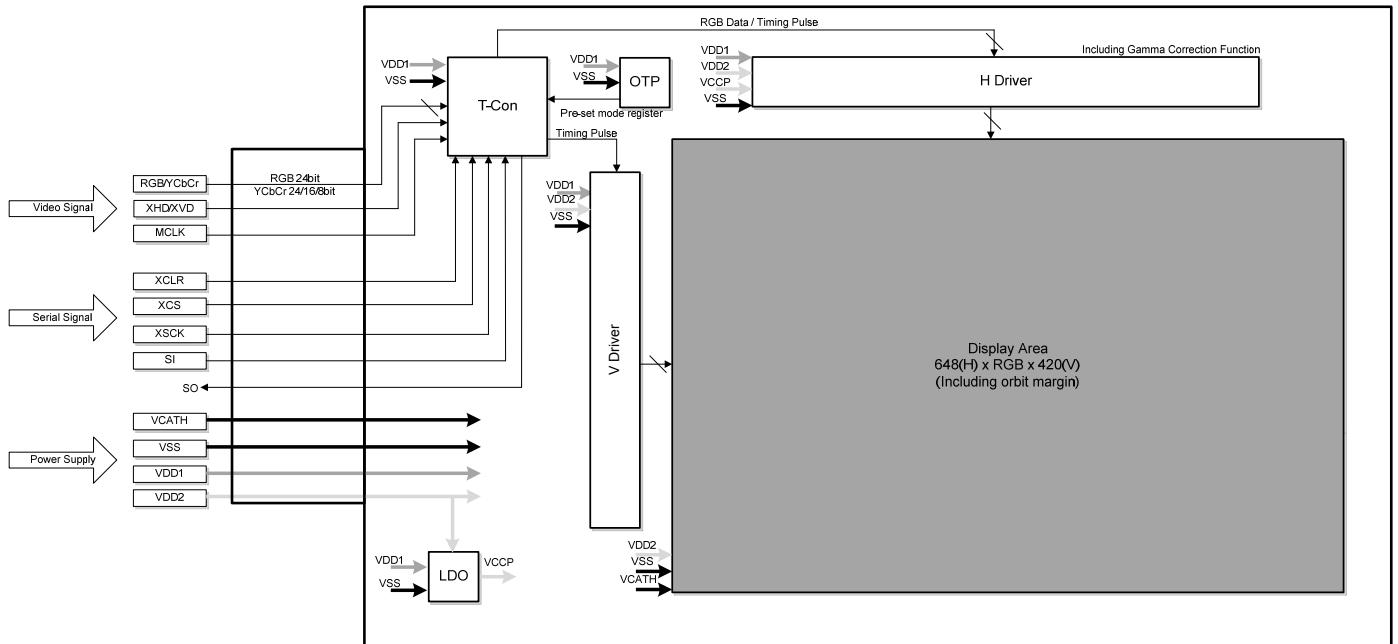 RGB Data / Timing Pulse
VDD1
VSS
T-Con
VDD1
VSS
OTP
Pre-set mode register
Timing Pulse
Including Gamma Correction Function
VDD1
VDD2
VCCP
VSS
H Driver
Video Signal
RGB/YCbCr
XHD/XVD
MCLK
RGB 24bit
YCbCr 24/16/8bit
VDD1
VDD2
VSS
V Driver
Serial Signal
XCLR
XCS
XSCK
SI
SO
Display Area
648(H) x RGB x 420(V)
(Including orbit margin)
Power Supply
VCATH
VSS
VDD1
VDD2
VDD1
VSS
LDO
VCCP
VDD2
VSS
VCATH